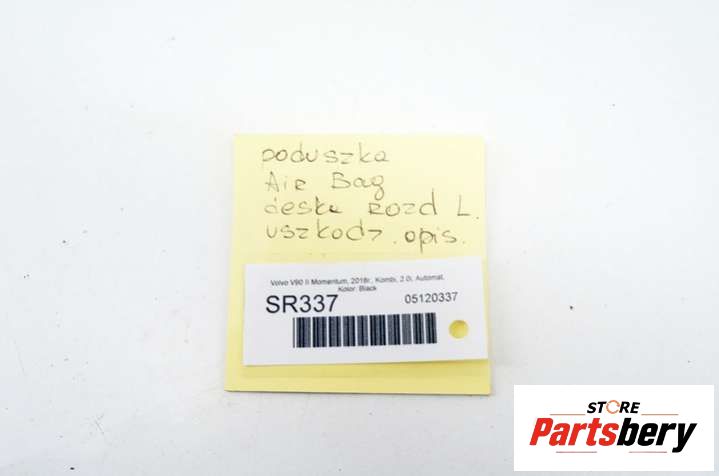 poduszka
Air Bag
deska rozd L.
uszkodz. opis.
Volvo V90 II Momentum, 2018r., Kombi, 2.0i, Automat,
Kolor: Black
SR337 05120337
STORE
Partsbery